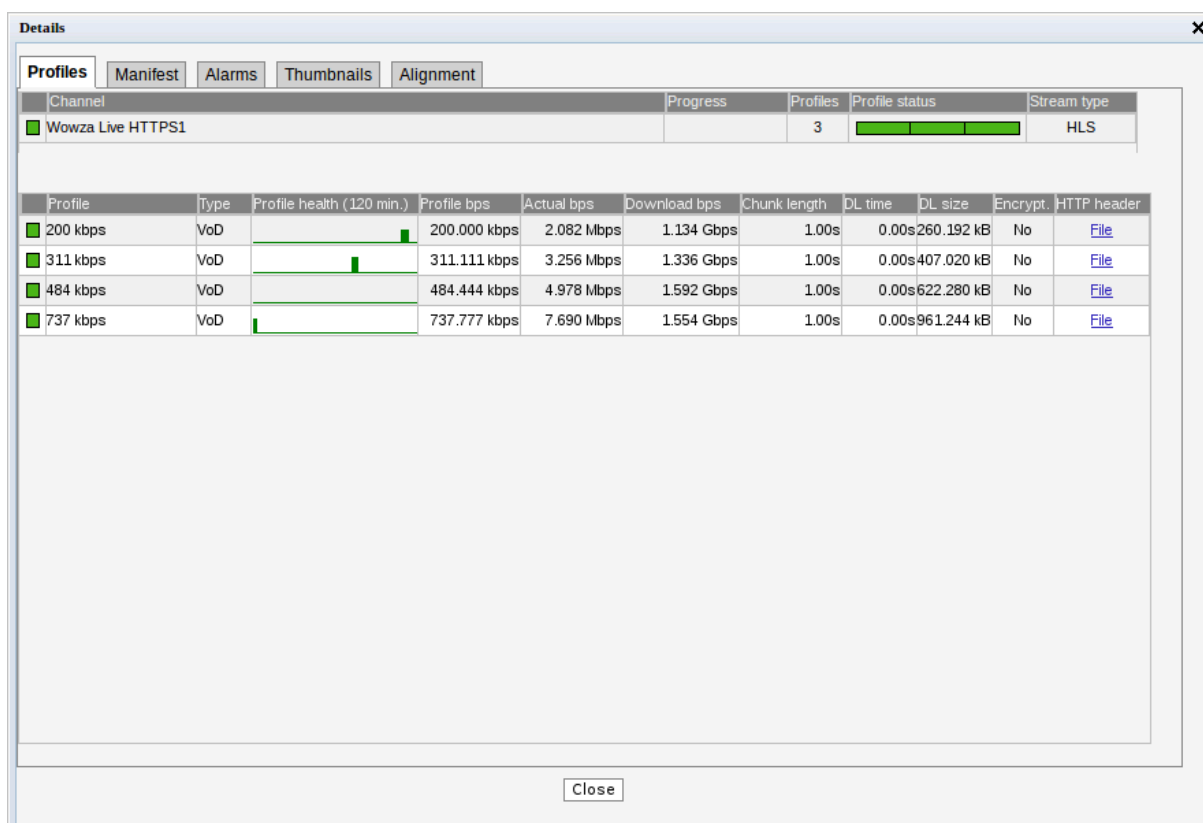 Details
Profiles Manifest Alarms Thumbnails Alignment
Channel Progress Profiles Profile status Stream type
Wowza Live HTTPS1 3 HLS
Profile Type Profile health (120 min.) Profile bps Actual bps Download bps Chunk length DL time DL size Encrypt. HTTP header
200 kbps VoD 200.000 kbps 2.082 Mbps 1.134 Gbps 1.00s 0.00s 260.192 kB No File
311 kbps VoD 311.111 kbps 3.256 Mbps 1.336 Gbps 1.00s 0.00s 407.020 kB No File
484 kbps VoD 484.444 kbps 4.978 Mbps 1.592 Gbps 1.00s 0.00s 622.280 kB No File
737 kbps VoD 737.777 kbps 7.690 Mbps 1.554 Gbps 1.00s 0.00s 961.244 kB No File
Close